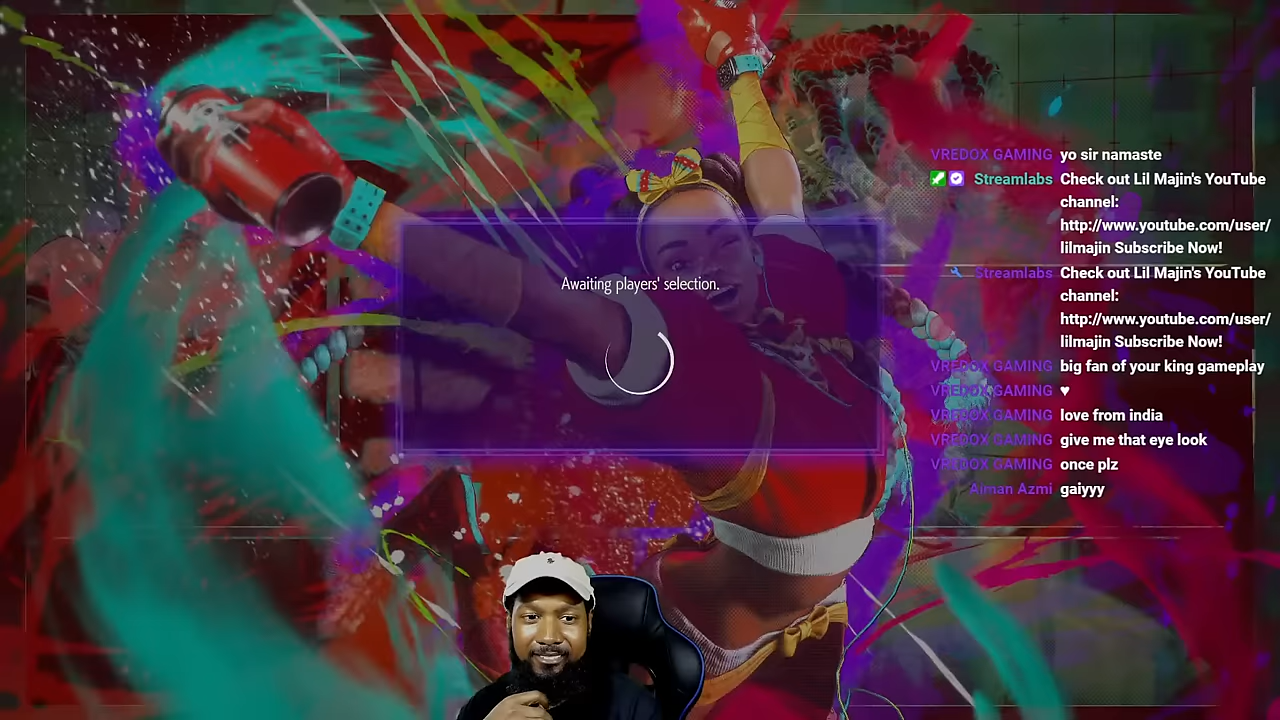 Awaiting players' selection.
VREDOX GAMING yo sir namaste
Streamlabs Check out Lil Majin's YouTube
channel:
http://www.youtube.com/user/
lilmajin Subscribe Now!
Streamlabs Check out Lil Majin's YouTube
channel:
http://www.youtube.com/user/
lilmajin Subscribe Now!
VREDOX GAMING big fan of your king gameplay
VREDOX GAMING ♥
VREDOX GAMING love from india
VREDOX GAMING give me that eye look
VREDOX GAMING once plz
Aiman Azmi gaiyyy